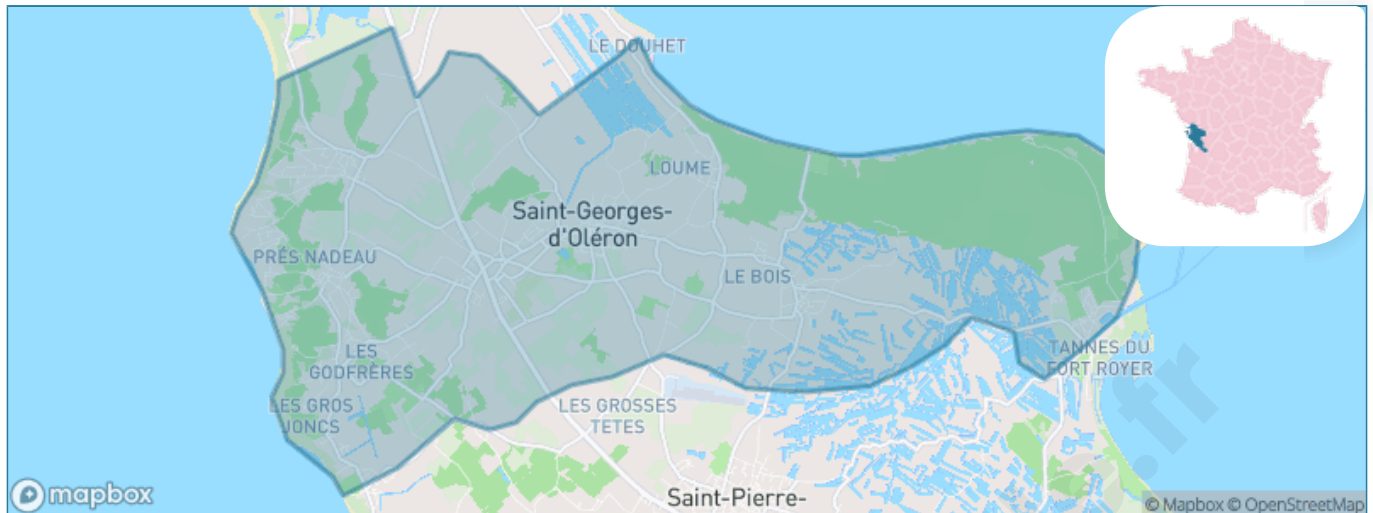 LE DOUHET
LOUME
Saint-Georges-
d'Oléron
PRÉS NADEAU
LE BOIS
LES
GODFRÈRES
TANNES DU
FORT ROYER
LES GROS
JONCS
LES GROSSES
TETES
Saint-Pierre-
.fr
mapbox
© Mapbox © OpenStreetMap